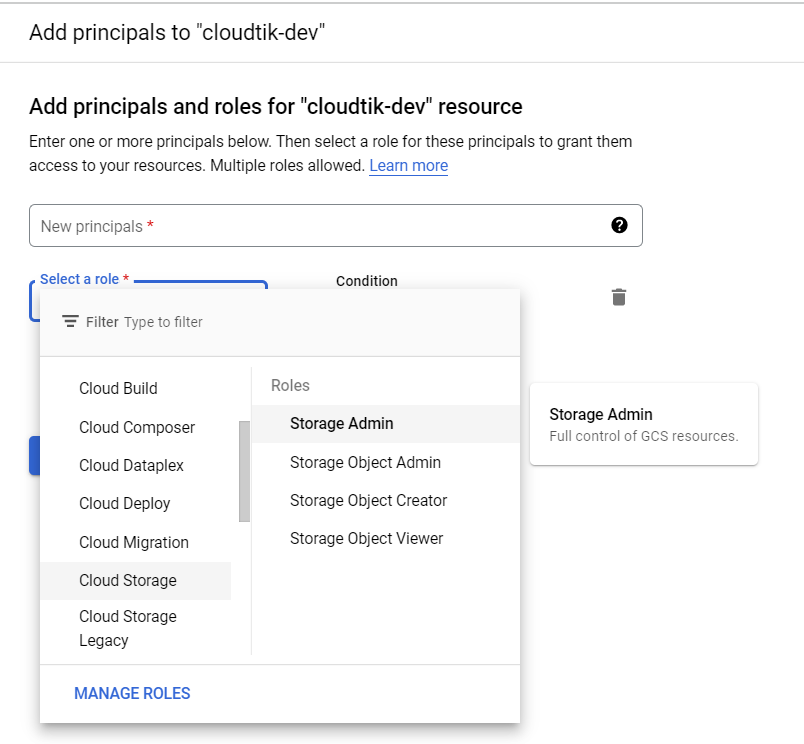 Add principals to "cloudtik-dev"
Add principals and roles for "cloudtik-dev" resource
Enter one or more principals below. Then select a role for these principals to grant them
access to your resources. Multiple roles allowed. Learn more
New principals *
Select a role *
Condition
Filter Type to filter
Cloud Build
Cloud Composer
Cloud Dataplex
Cloud Deploy
Cloud Migration
Cloud Storage
Cloud Storage
Legacy
Roles
Storage Admin
Storage Object Admin
Storage Object Creator
Storage Object Viewer
Storage Admin
Full control of GCS resources.
MANAGE ROLES